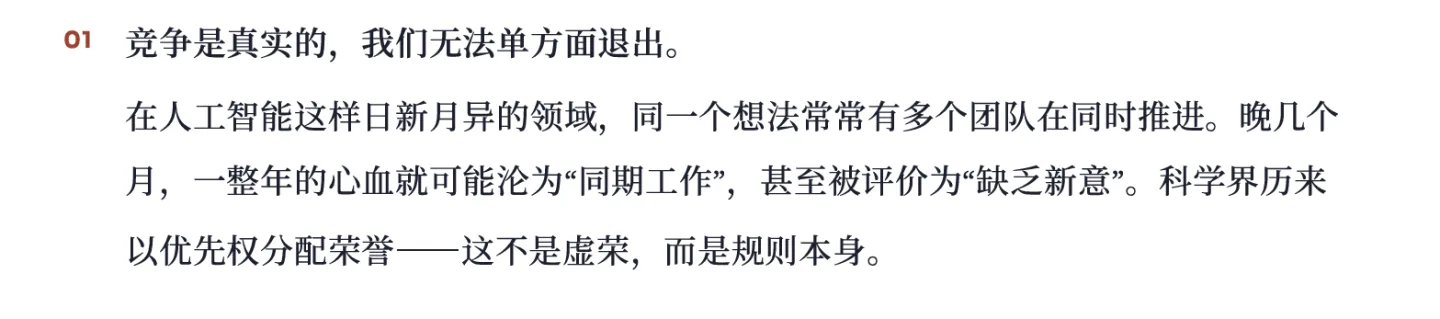 01 竞争是真实的，我们无法单方面退出。
在人工智能这样日新月异的领域，同一个想法常常有多个团队在同时推进。晚几个
月，一整年的心血就可能沦为“同期工作”，甚至被评价为“缺乏新意”。科学界历来
以优先权分配荣誉——这不是虚荣，而是规则本身。